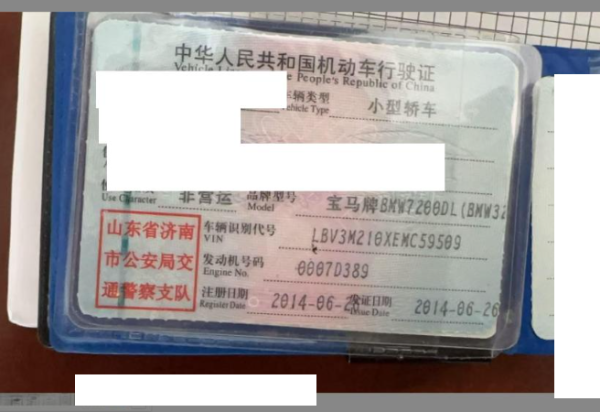 中华人民共和国机动车行驶证
Vehicle People's Republic of China
车辆类型 小型轿车
Vehicle Type
Use Character 非营运 品牌型号 宝马牌BMW7200DL(BMW32
Model
山东省济南 车辆识别代号 LBV3M210XEMC59509
VIN
市公安局交 发动机号码 0007D389
Engine No.
通警察支队 注册日期 2014-06-2 发证日期 2014-06-26
Register Date Issue Date